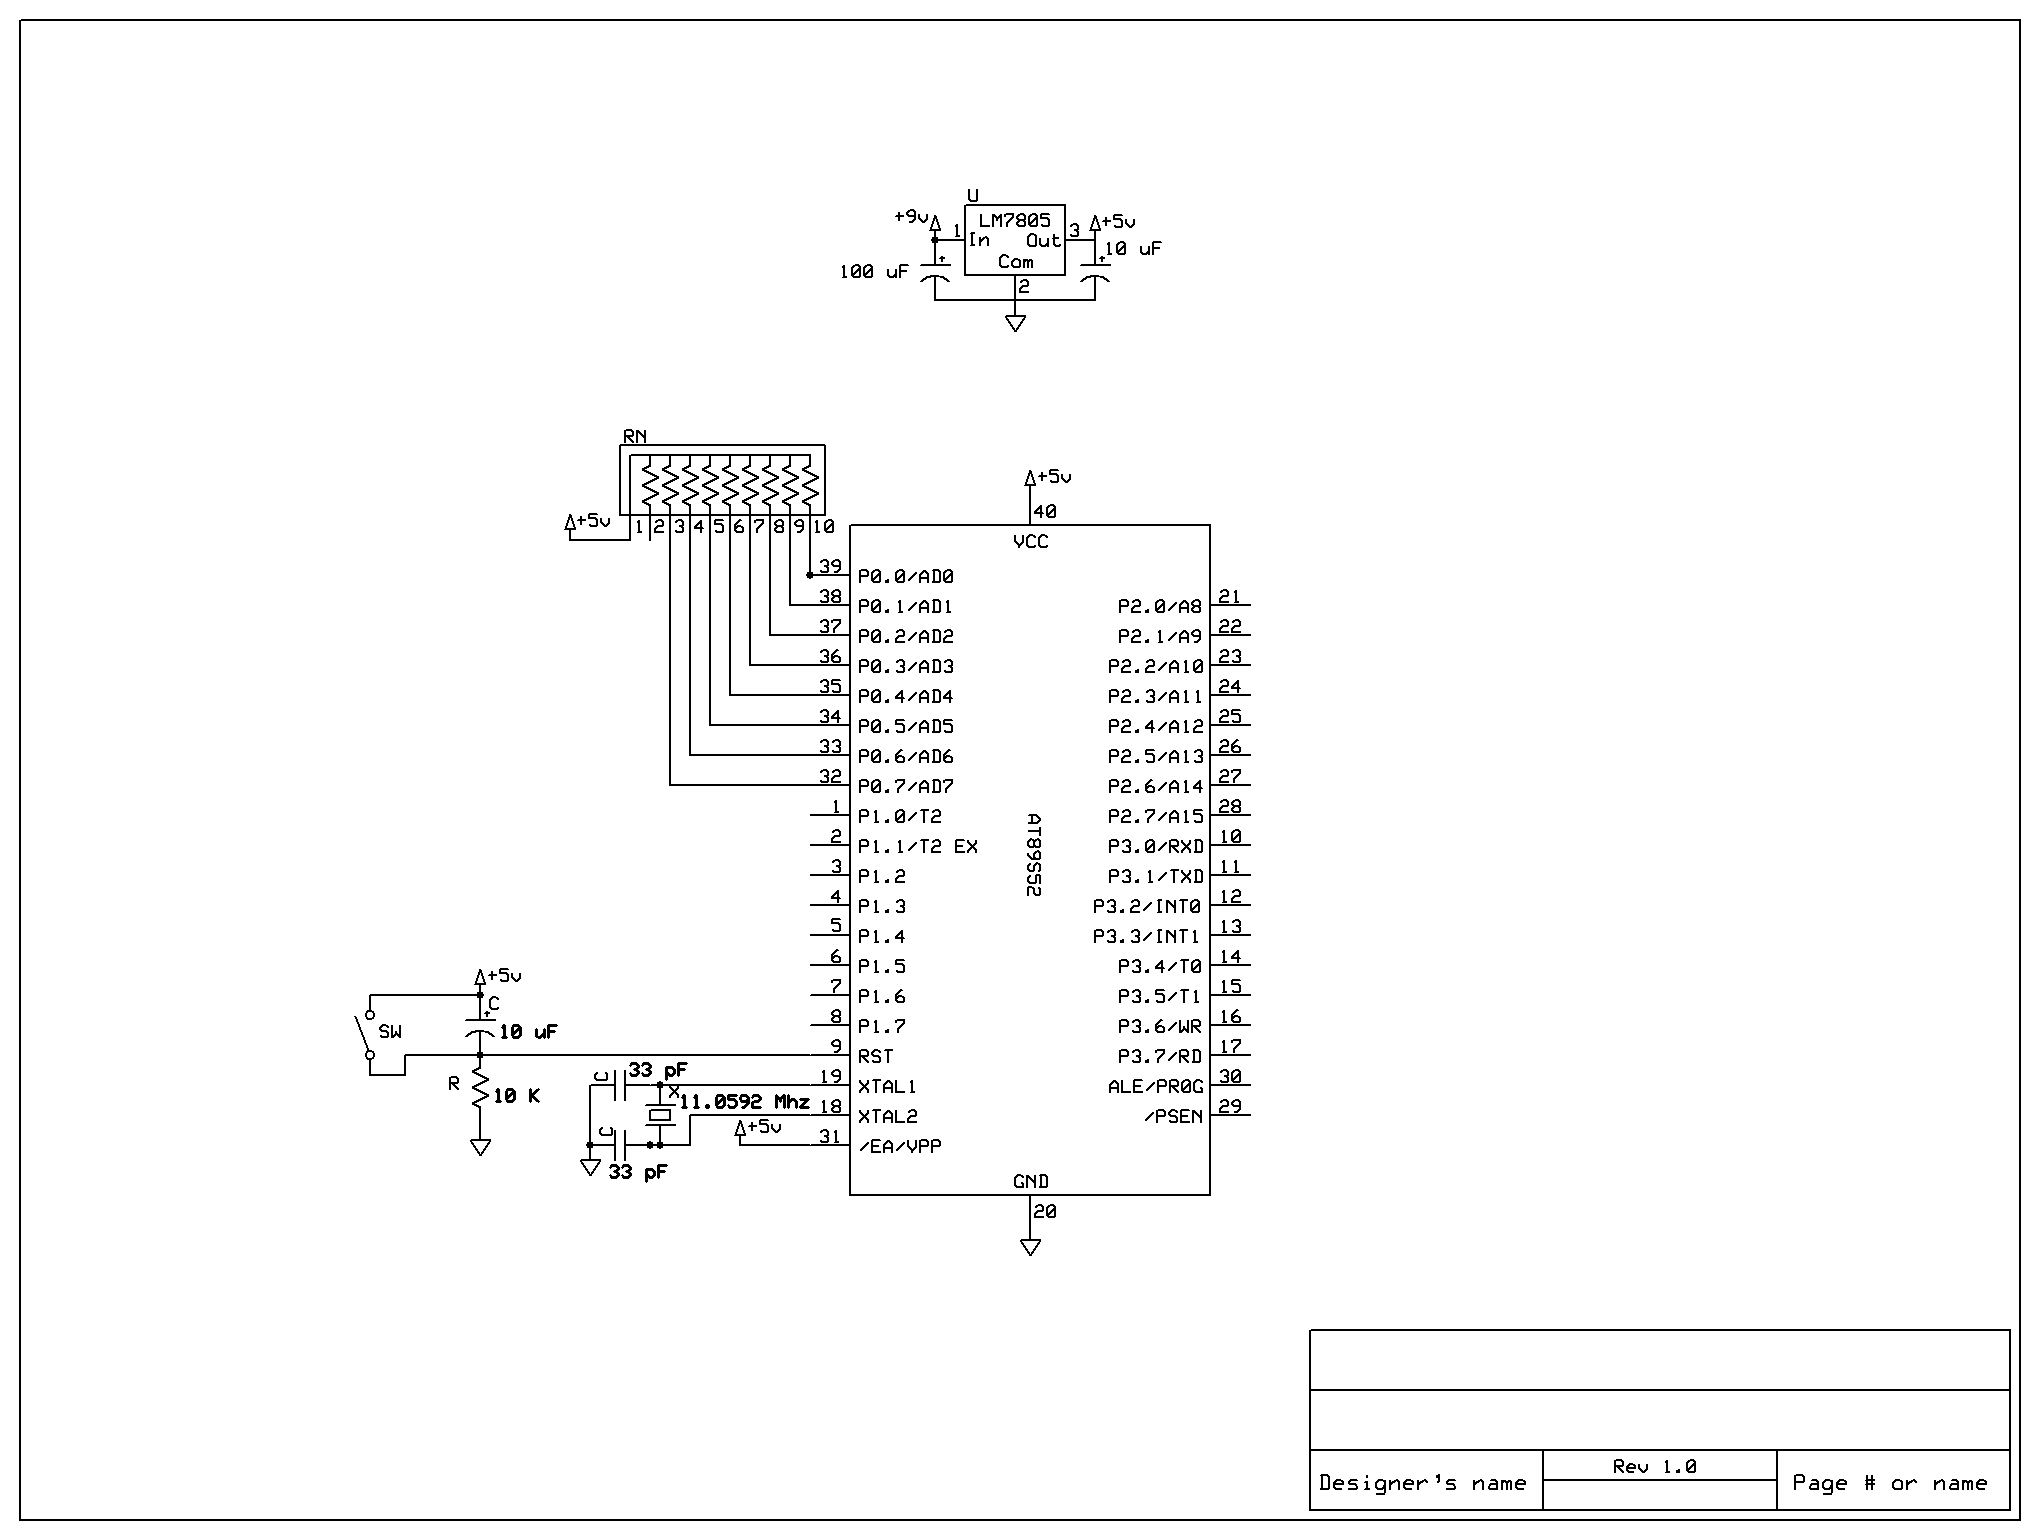 U
+9v
LM7805
+5v
1 In Out 3
10 uF
100 uF
Com
2
RN
+5v
40
+5v
1 2 3 4 5 6 7 8 9 10
VCC
39 P0.0/AD0
38 P0.1/AD1
37 P0.2/AD2
36 P0.3/AD3
35 P0.4/AD4
34 P0.5/AD5
33 P0.6/AD6
32 P0.7/AD7
1 P1.0/T2
2 P1.1/T2 EX
3 P1.2
4 P1.3
5 P1.4
6 P1.5
7 P1.6
8 P1.7
9 RST
19 XTAL1
18 XTAL2
31 /EA/VPP
AT89S52
P2.0/A8 21
P2.1/A9 22
P2.2/A10 23
P2.3/A11 24
P2.4/A12 25
P2.5/A13 26
P2.6/A14 27
P2.7/A15 28
P3.0/RXD 10
P3.1/TXD 11
P3.2/INT0 12
P3.3/INT1 13
P3.4/T0 14
P3.5/T1 15
P3.6/WR 16
P3.7/RD 17
ALE/PROG 30
/PSEN 29
GND
20
+5v
C
SW
10 uF
R
10 K
C
33 pF
X
11.0592 Mhz
+5v
C
33 pF
Rev 1.0
Designer's name
Page # or name